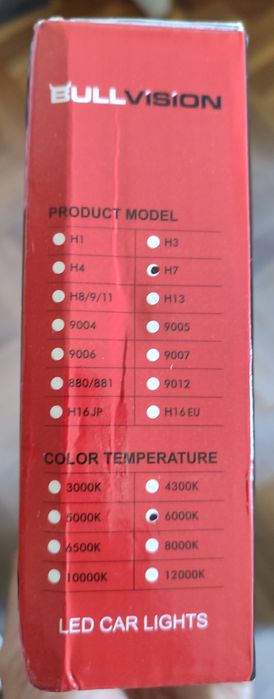 BULLVISION
PRODUCT MODEL
H1 H3
H4 H7
H8/9/11 H13
9004 9005
9006 9007
880/881 9012
H16JP H16EU
COLOR TEMPERATURE
3000K 4300K
5000K 6000K
6500K 8000K
10000K 12000K
LED CAR LIGHTS